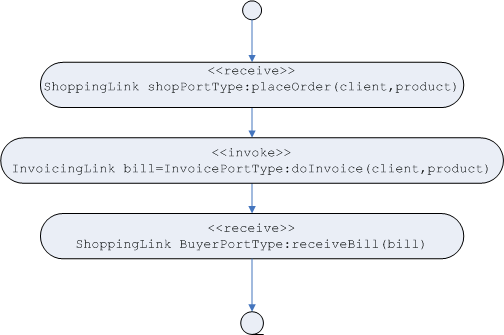 <<receive>>
ShoppingLink shopPortType:placeOrder(client,product)
<<invoke>>
InvoicingLink bill=InvoicePortType:doInvoice(client,product)
<<receive>>
ShoppingLink BuyerPortType:receiveBill(bill)